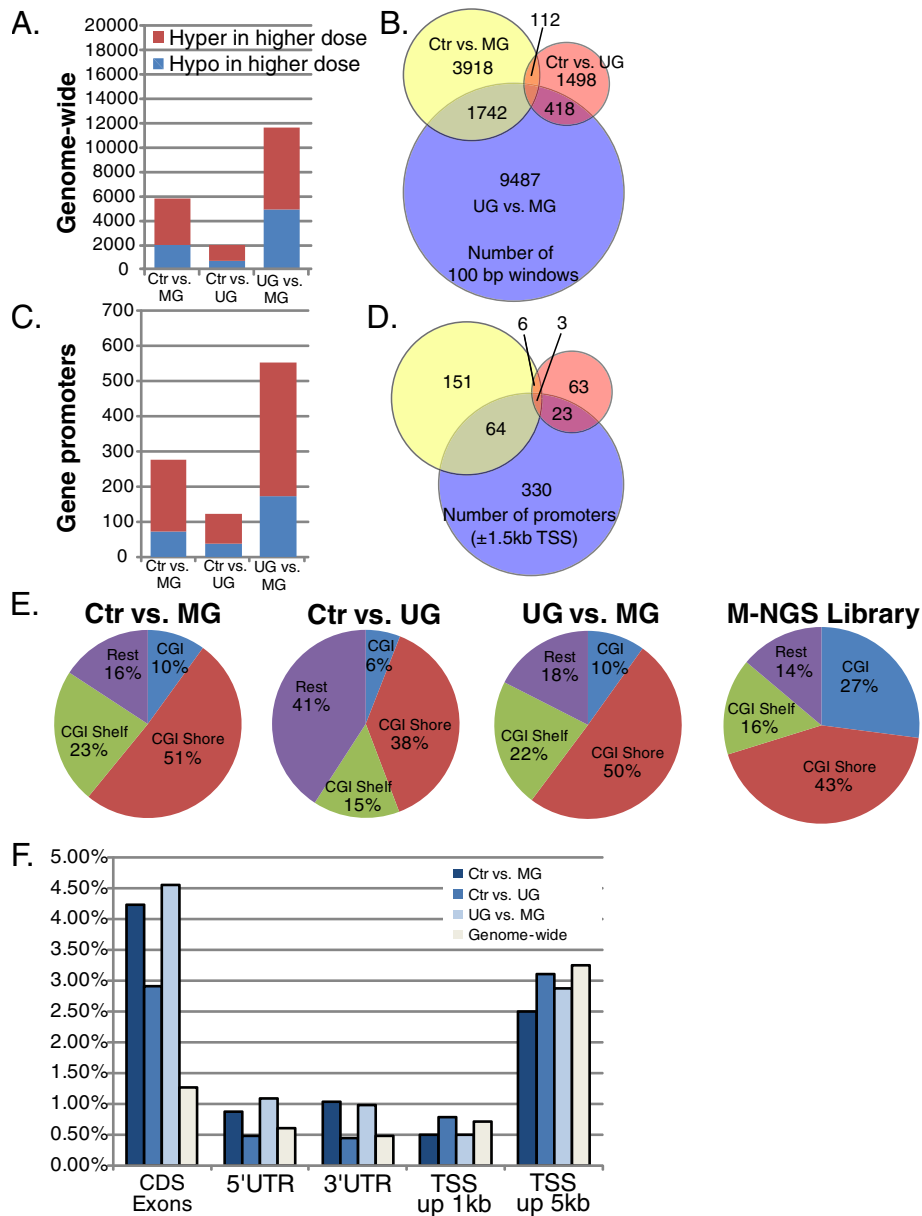 A.
Genome-wide
20000
18000
16000
14000
12000
10000
8000
6000
4000
2000
0
Hyper in higher dose
Hypo in higher dose
Ctr vs. MG
Ctr vs. UG
UG vs. MG
B.
112
Ctr vs. MG
3918
Ctr vs. UG
1498
1742
418
9487
UG vs. MG
Number of
100 bp windows
C.
Gene promoters
700
600
500
400
300
200
100
0
Ctr vs. MG
Ctr vs. UG
UG vs. MG
D.
6
3
151
63
64
23
330
Number of promoters
(±1.5kb TSS)
E.
Ctr vs. MG
CGI
10%
CGI Shore
51%
CGI Shelf
23%
Rest
16%
Ctr vs. UG
CGI
6%
CGI Shore
38%
CGI Shelf
15%
Rest
41%
UG vs. MG
CGI
10%
CGI Shore
50%
CGI Shelf
22%
Rest
18%
M-NGS Library
CGI
27%
CGI Shore
43%
CGI Shelf
16%
Rest
14%
F.
5.00%
4.50%
4.00%
3.50%
3.00%
2.50%
2.00%
1.50%
1.00%
0.50%
0.00%
Ctr vs. MG
Ctr vs. UG
UG vs. MG
Genome-wide
CDS
Exons
5'UTR
3'UTR
TSS
up 1kb
TSS
up 5kb